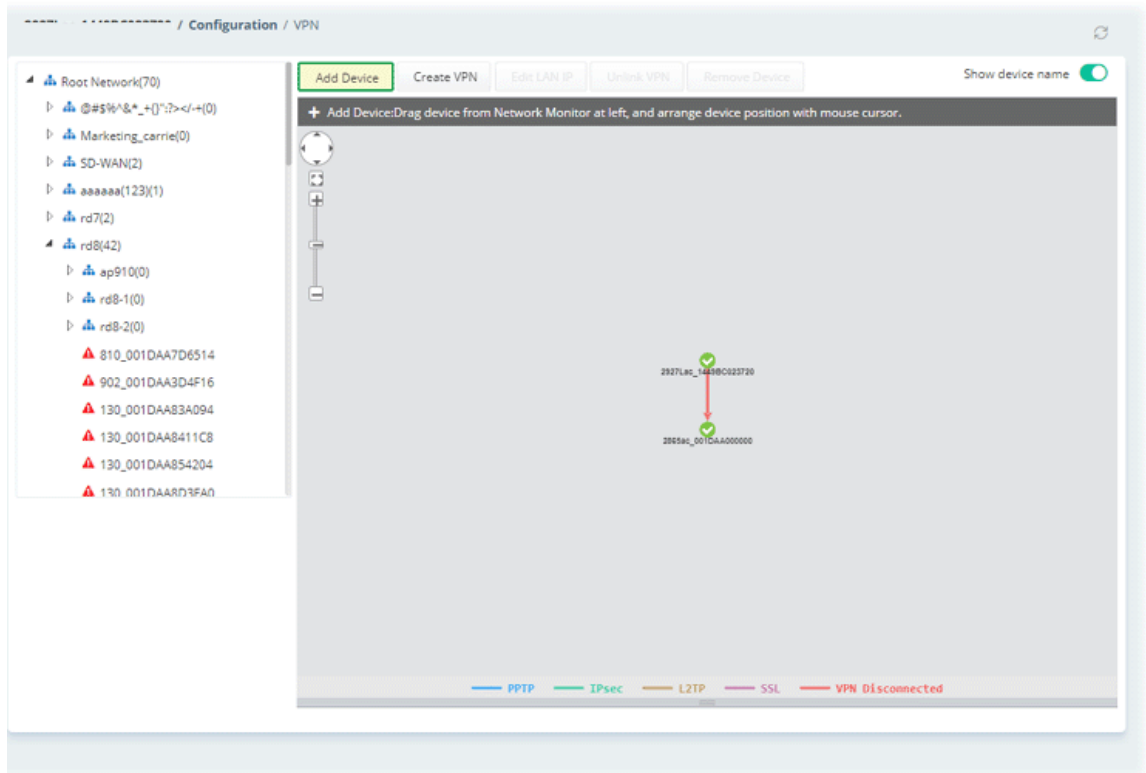 / Configuration / VPN
Root Network(70)
@#$%^&*_+{}":?></-+(0)
Marketing_carrie(0)
SD-WAN(2)
aaaaaa(123)(1)
rd7(2)
rd8(42)
ap910(0)
rd8-1(0)
rd8-2(0)
810_001DAA7D6514
902_001DAA3D4F16
130_001DAA83A094
130_001DAA8411C8
130_001DAA854204
130_001DAA8D3FA0
Add Device Create VPN Edit LAN IP Unlink VPN Remove Device Show device name
+ Add Device:Drag device from Network Monitor at left, and arrange device position with mouse cursor.
2927Lac_1449BC023720
2865ac_001DAA000000
PPTP IPsec L2TP SSL VPN Disconnected